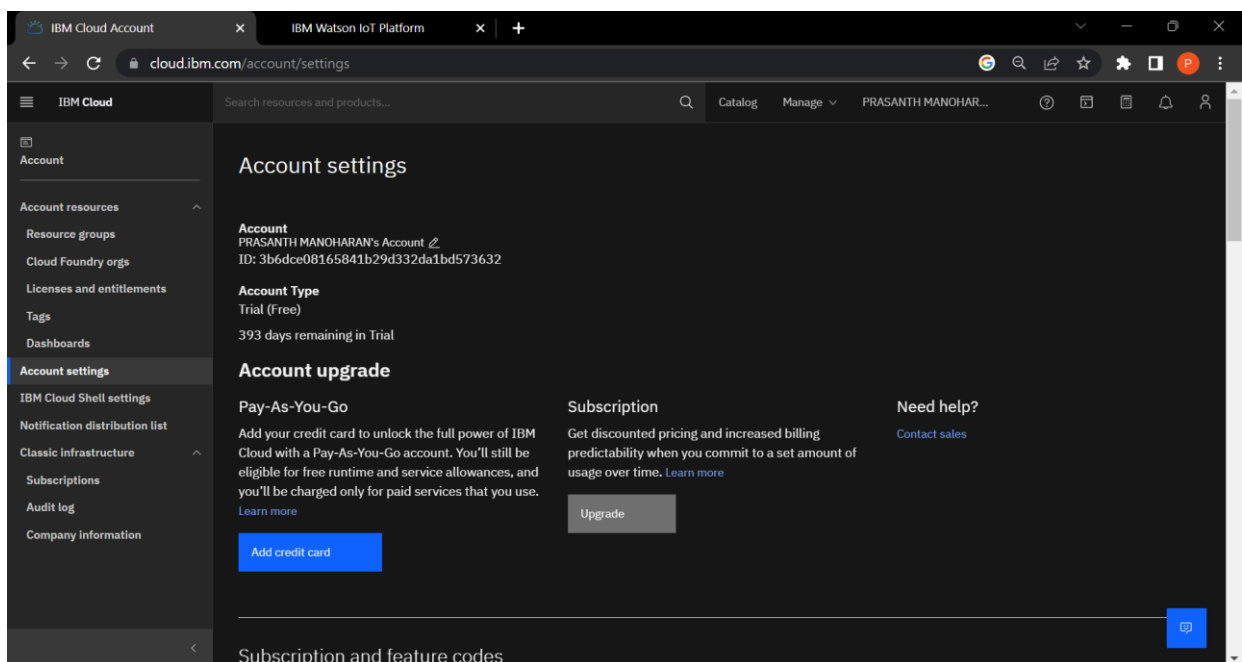 IBM Cloud Account
IBM Watson IoT Platform
cloud.ibm.com/account/settings
P
IBM Cloud
Search resources and products...
Catalog
Manage
PRASANTH MANOHAR...
Account
Account resources
Resource groups
Cloud Foundry orgs
Licenses and entitlements
Tags
Dashboards
Account settings
IBM Cloud Shell settings
Notification distribution list
Classic infrastructure
Subscriptions
Audit log
Company information
Account settings
Account
PRASANTH MANOHARAN's Account
ID: 3b6dce08165841b29d332da1bd573632
Account Type
Trial (Free)
393 days remaining in Trial
Account upgrade
Pay-As-You-Go
Add your credit card to unlock the full power of IBM
Cloud with a Pay-As-You-Go account. You'll still be
eligible for free runtime and service allowances, and
you'll be charged only for paid services that you use.
Learn more
Add credit card
Subscription
Get discounted pricing and increased billing
predictability when you commit to a set amount of
usage over time. Learn more
Upgrade
Need help?
Contact sales
Subscription and feature codes